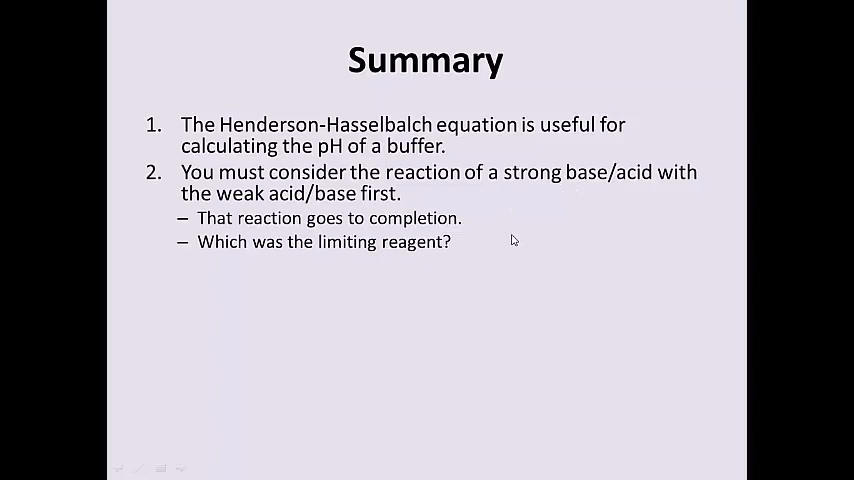 Summary
1. The Henderson-Hasselbalch equation is useful for
calculating the pH of a buffer.
2. You must consider the reaction of a strong base/acid with
the weak acid/base first.
– That reaction goes to completion.
– Which was the limiting reagent?